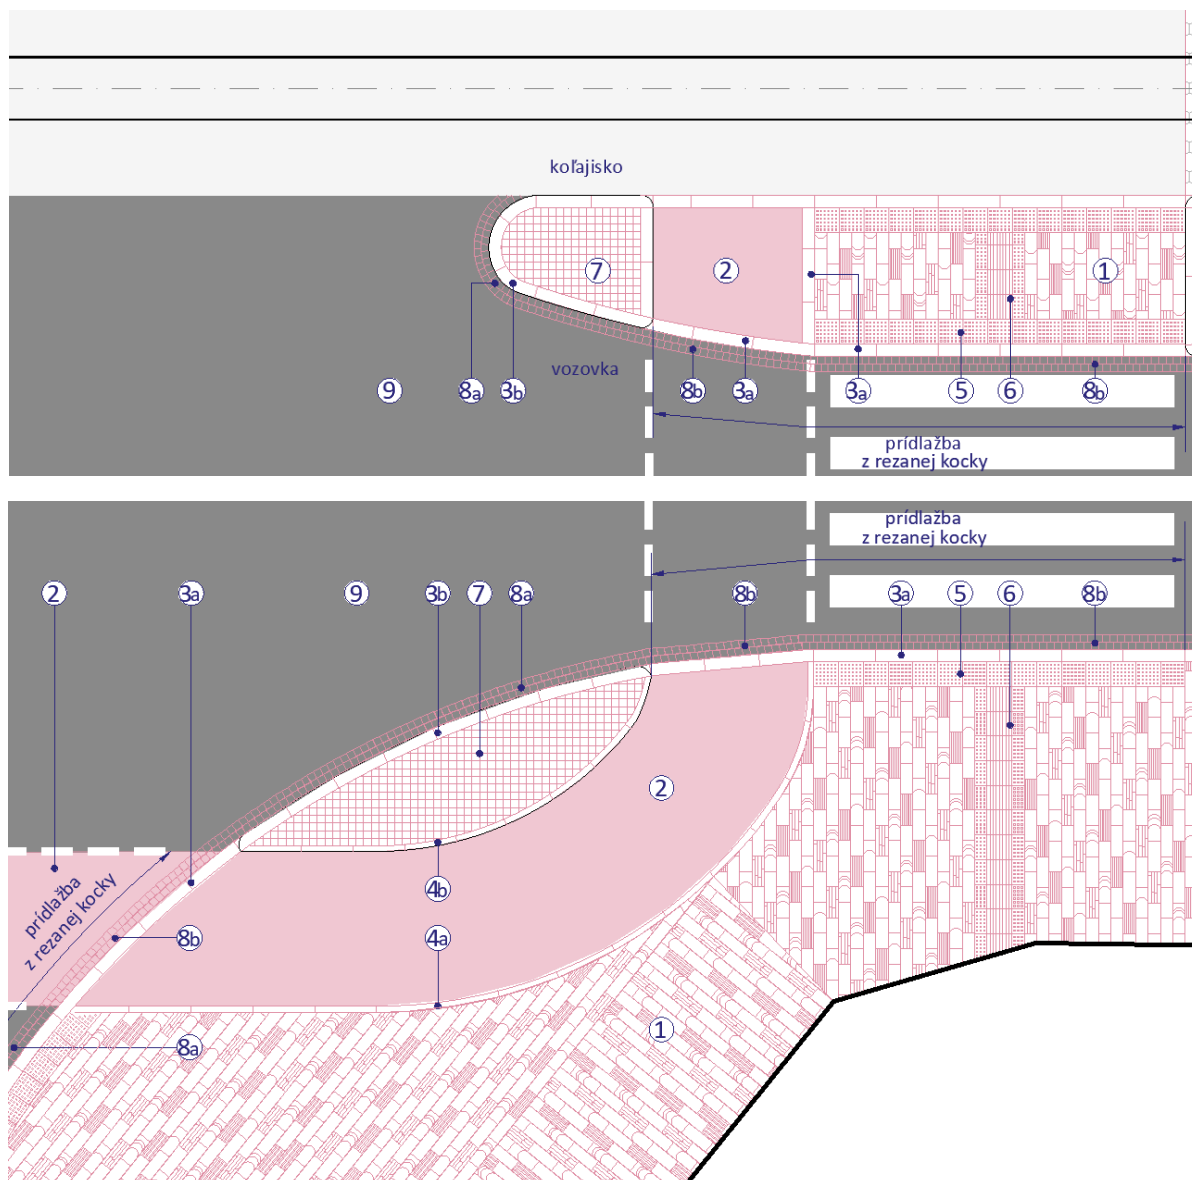 koľajisko
7
2
1
vozovka
9
8a
3b
8b
3a
3a
5
6
8b
prídlažba
z rezanej kocky
prídlažba
z rezanej kocky
2
3a
9
3b
7
8a
8b
3a
5
6
8b
2
4b
prídlažba
z rezanej kocky
8b
4a
1
8a